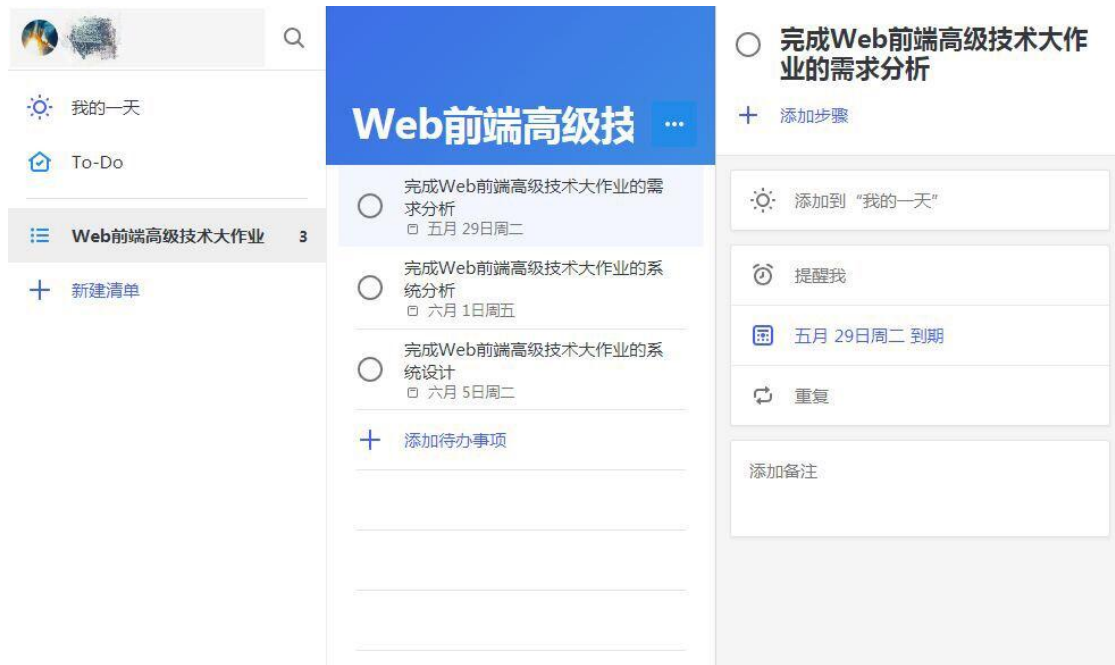 我的一天
To-Do
Web前端高级技术大作业 3
新建清单
Web前端高级技
完成Web前端高级技术大作业的需
求分析
五月 29日周二
完成Web前端高级技术大作业的系
统分析
六月 1日周五
完成Web前端高级技术大作业的系
统设计
六月 5日周二
添加待办事项
完成Web前端高级技术大作
业的需求分析
添加步骤
添加到“我的一天”
提醒我
五月 29日周二 到期
重复
添加备注